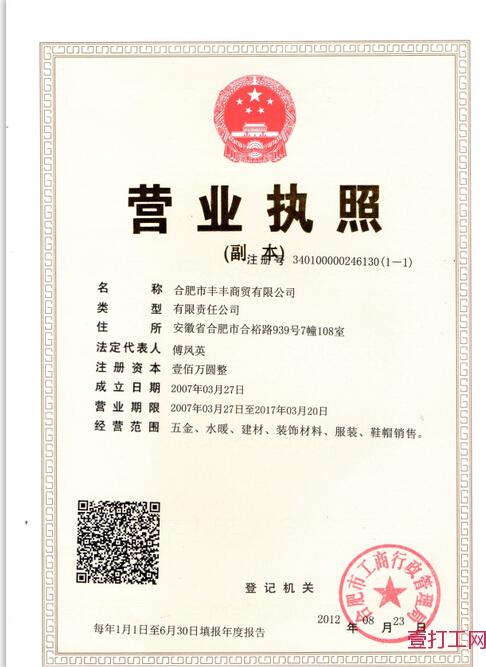 营业执照
(副 本)
注册号 340100000246130(1-1)
名 称 合肥市丰丰商贸有限公司
类 型 有限责任公司
住 所 安徽省合肥市合裕路939号7幢108室
法定代表人 傅风英
注册资本 壹佰万圆整
成立日期 2007年03月27日
营业期限 2007年03月27日至2017年03月20日
经营范围 五金、水暖、建材、装饰材料、服装、鞋帽销售。
合肥市工商行政管理局
登记机关
2012 年 08 月 23 日
每年1月1日至6月30日填报年度报告
壹打工网